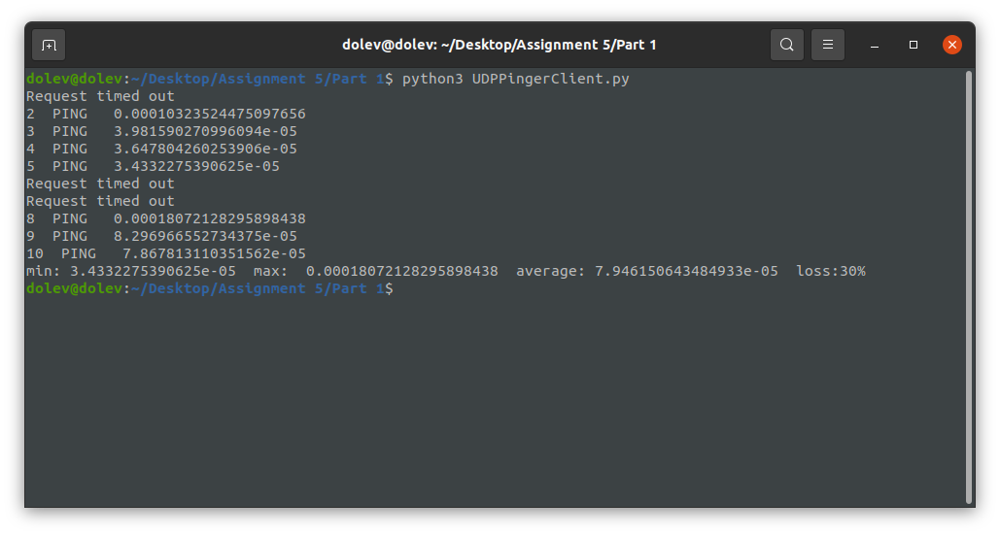 dolev@dolev: ~/Desktop/Assignment 5/Part 1
dolev@dolev:~/Desktop/Assignment 5/Part 1$ python3 UDPPingerClient.py
Request timed out
2  PING   0.00010323524475097656
3  PING   3.981590270996094e-05
4  PING   3.647804260253906e-05
5  PING   3.4332275390625e-05
Request timed out
Request timed out
8  PING   0.00018072128295898438
9  PING   8.296966552734375e-05
10  PING   7.867813110351562e-05
min: 3.4332275390625e-05  max:  0.00018072128295898438  average: 7.946150643484933e-05  loss:30%
dolev@dolev:~/Desktop/Assignment 5/Part 1$